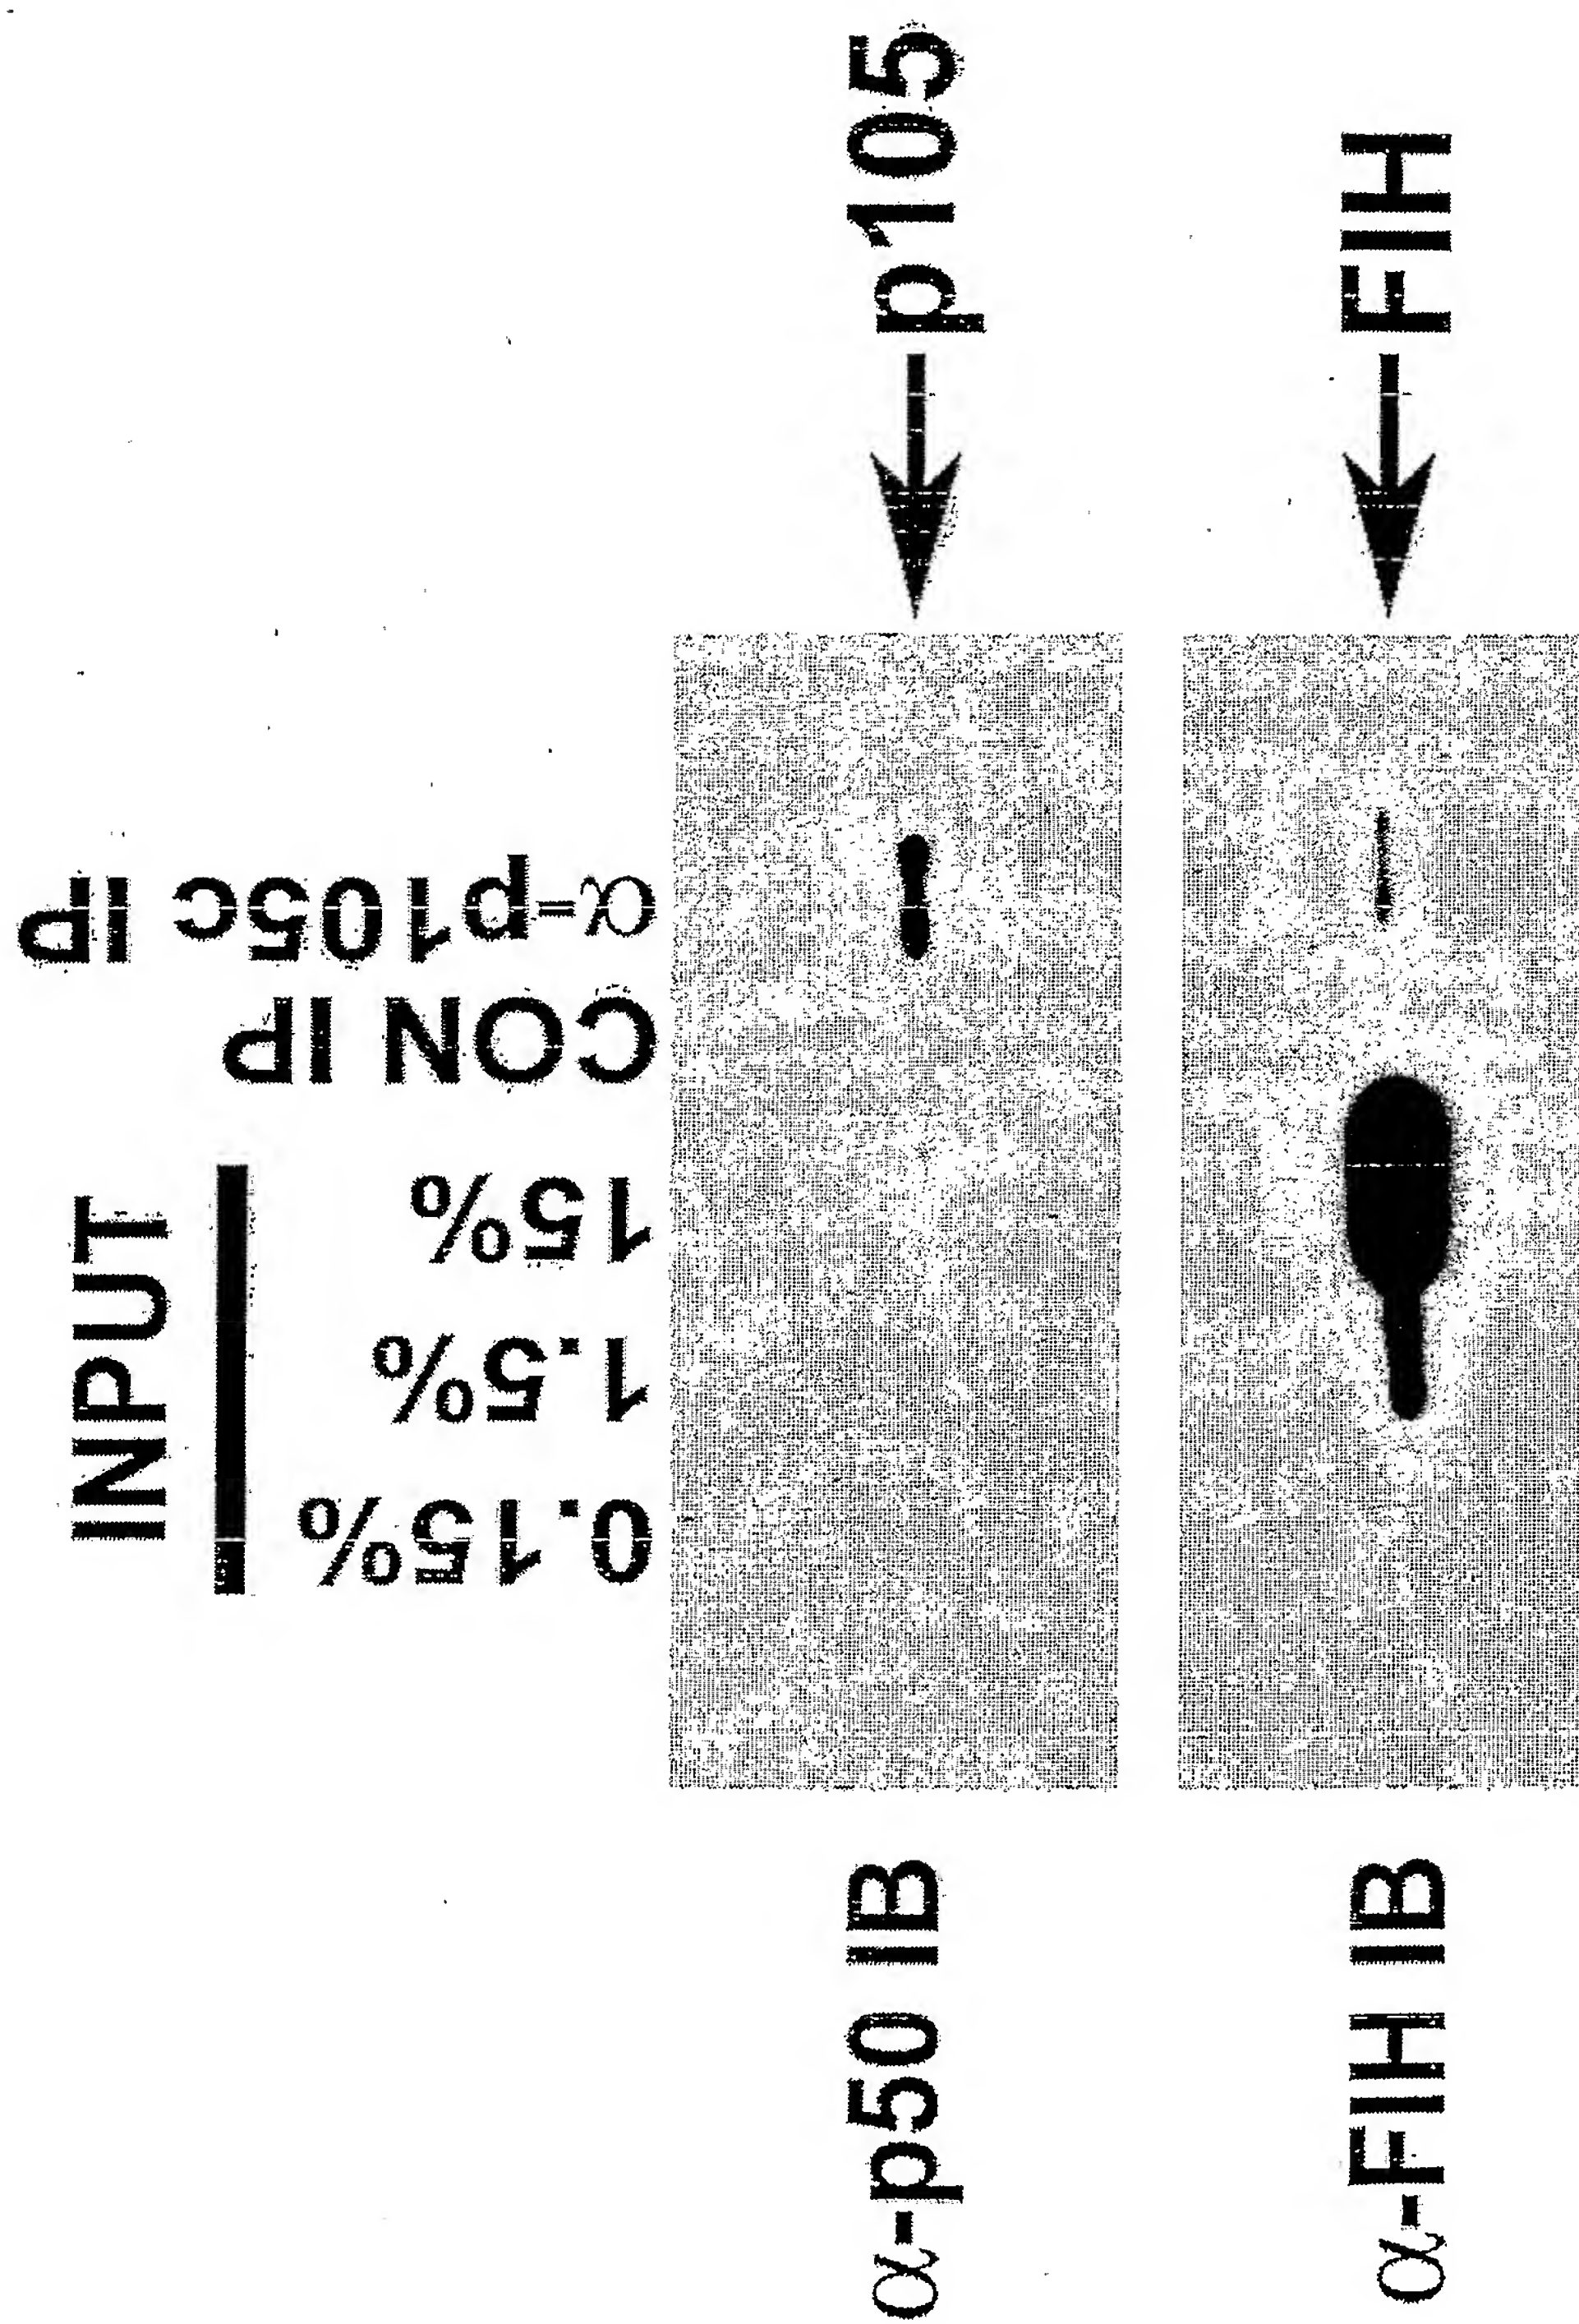 INPUT
0.15%
1.5%
15%
CON IP
α-p105c IP
α-p50 IB
p105
α-FIH IB
FIH